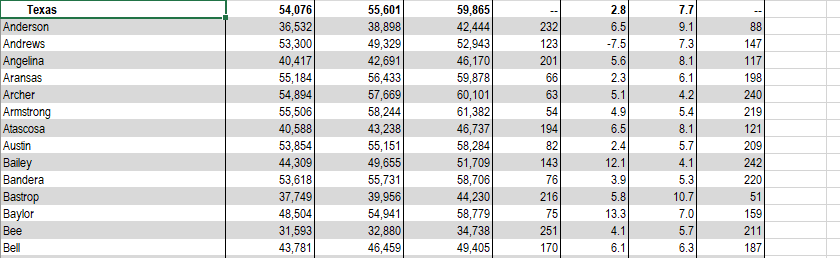 Texas 54,076 55,601 59,865 -- 2.8 7.7 --
Anderson 36,532 38,898 42,444 232 6.5 9.1 88
Andrews 53,300 49,329 52,943 123 -7.5 7.3 147
Angelina 40,417 42,691 46,170 201 5.6 8.1 117
Aransas 55,184 56,433 59,878 66 2.3 6.1 198
Archer 54,894 57,669 60,101 63 5.1 4.2 240
Armstrong 55,506 58,244 61,382 54 4.9 5.4 219
Atascosa 40,588 43,238 46,737 194 6.5 8.1 121
Austin 53,854 55,151 58,284 82 2.4 5.7 209
Bailey 44,309 49,655 51,709 143 12.1 4.1 242
Bandera 53,618 55,731 58,706 76 3.9 5.3 220
Bastrop 37,749 39,956 44,230 216 5.8 10.7 51
Baylor 48,504 54,941 58,779 75 13.3 7.0 159
Bee 31,593 32,880 34,738 251 4.1 5.7 211
Bell 43,781 46,459 49,405 170 6.1 6.3 187